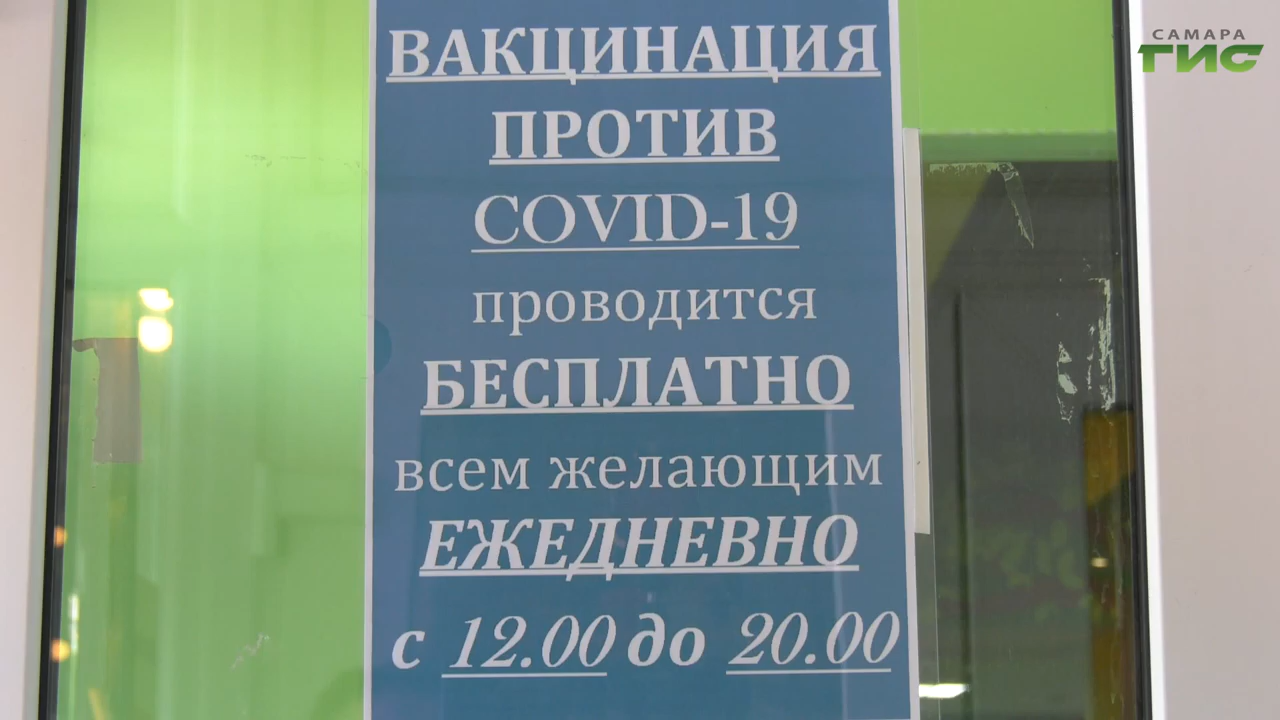 САМАРА
ГИС
ВАКЦИНАЦИЯ
ПРОТИВ
COVID-19
проводится
БЕСПЛАТНО
всем желающим
ЕЖЕДНЕВНО
с 12.00 до 20.00